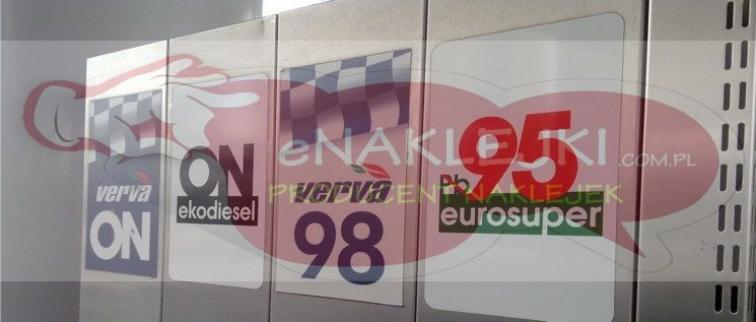 verva
ON
ON
ekodiesel
verva
98
Pb 95
eurosuper
eNAKLEJKI.COM.PL
PRODUCENT NAKLEJEK